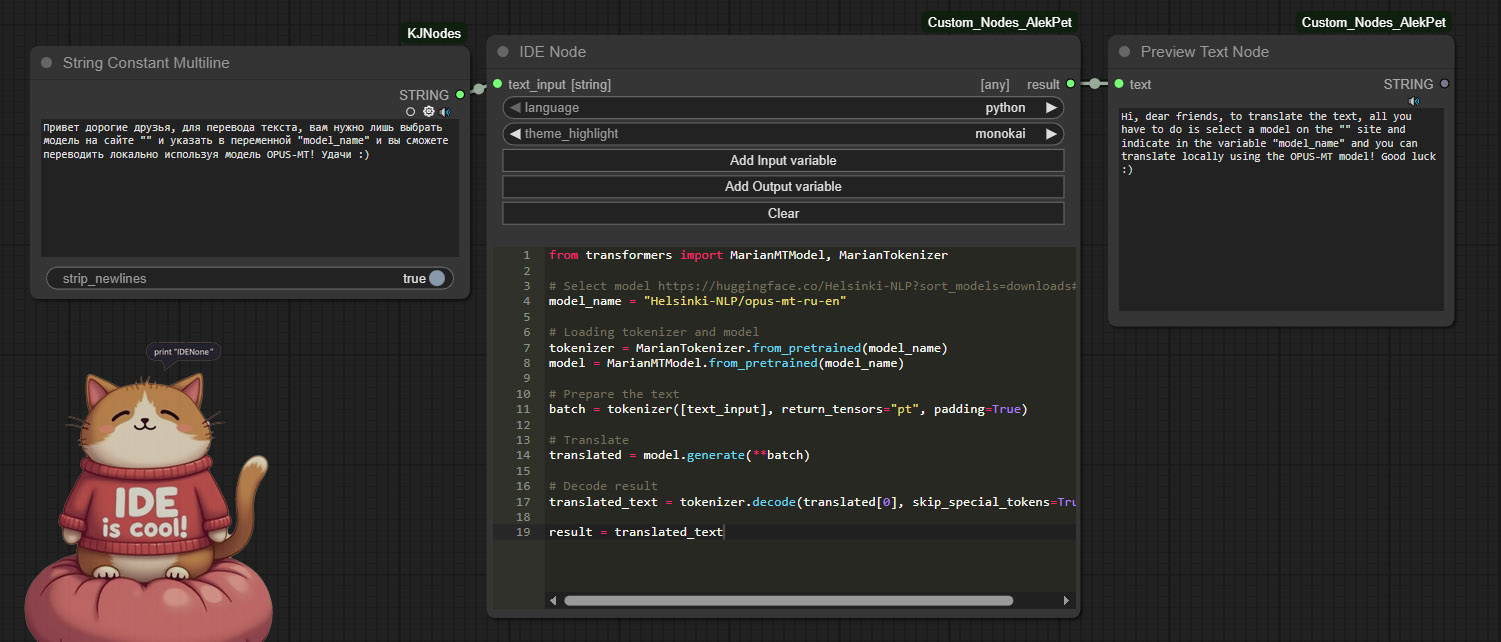 KJNodes
String Constant Multiline
STRING
Привет дорогие друзья, для перевода текста, вам нужно лишь выбрать
модель на сайте "" и указать в переменной "model_name" и вы сможете
переводить локально используя модель OPUS-MT! Удачи :)
strip_newlines true
print "IDENone"
IDE
is cool!
Custom_Nodes_AlekPet
IDE Node
text_input [string] [any] result
language python
theme_highlight monokai
Add Input variable
Add Output variable
Clear
1 from transformers import MarianMTModel, MarianTokenizer
2
3 # Select model https://huggingface.co/Helsinki-NLP?sort_models=downloads#
4 model_name = "Helsinki-NLP/opus-mt-ru-en"
5
6 # Loading tokenizer and model
7 tokenizer = MarianTokenizer.from_pretrained(model_name)
8 model = MarianMTModel.from_pretrained(model_name)
9
10 # Prepare the text
11 batch = tokenizer([text_input], return_tensors="pt", padding=True)
12
13 # Translate
14 translated = model.generate(**batch)
15
16 # Decode result
17 translated_text = tokenizer.decode(translated[0], skip_special_tokens=Tru
18
19 result = translated_text
Custom_Nodes_AlekPet
Preview Text Node
text STRING
Hi, dear friends, to translate the text, all you
have to do is select a model on the "" site and
indicate in the variable "model_name" and you can
translate locally using the OPUS-MT model! Good luck
:)